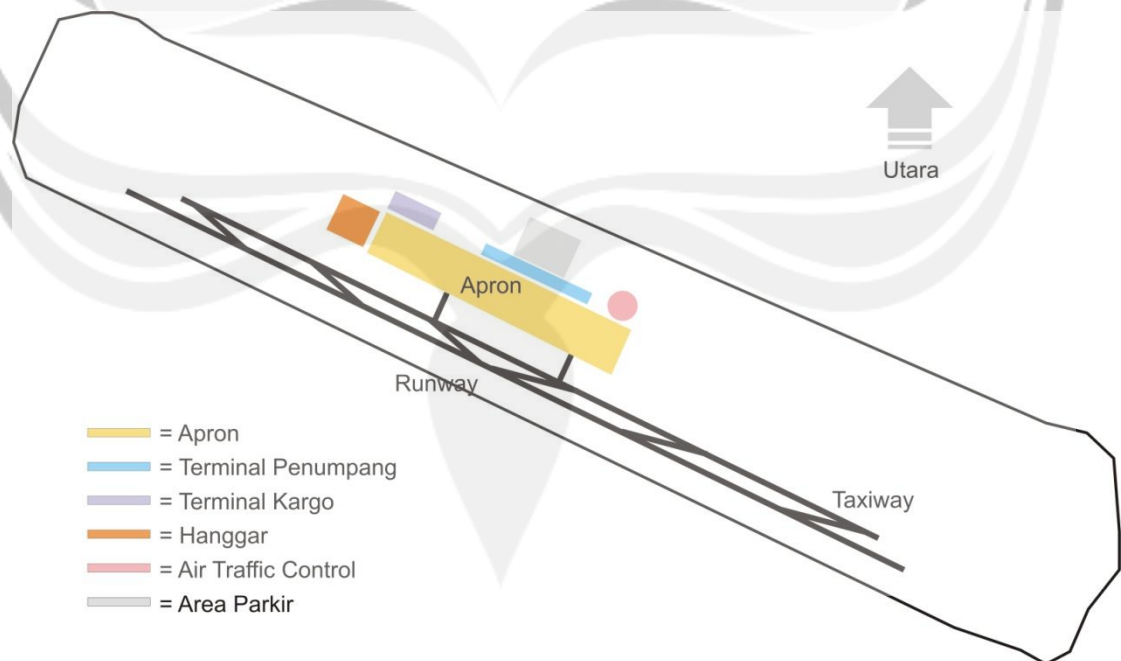 Utara
Apron
Runway
Taxiway
= Apron
= Terminal Penumpang
= Terminal Kargo
= Hanggar
= Air Traffic Control
= Area Parkir